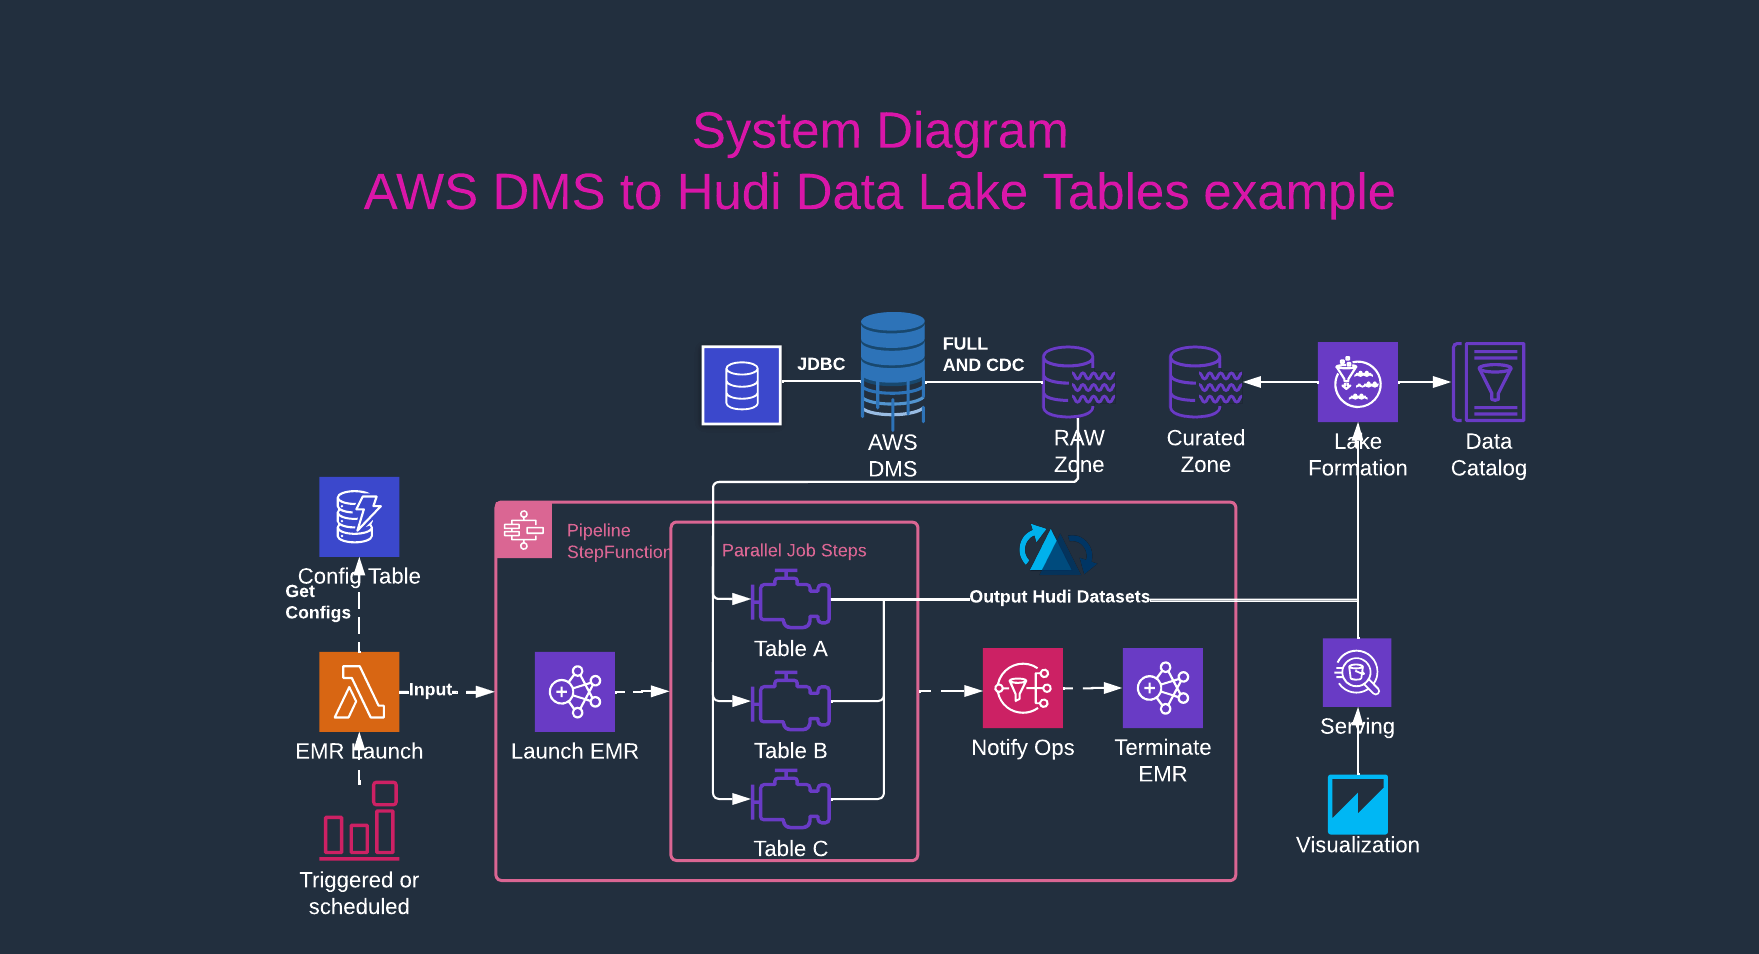 System Diagram
AWS DMS to Hudi Data Lake Tables example
JDBC
FULL
AND CDC
AWS
DMS
RAW
Zone
Curated
Zone
Lake
Formation
Data
Catalog
Config Table
Get
Configs
Input
EMR Launch
Triggered or
scheduled
Pipeline
StepFunction
Launch EMR
Parallel Job Steps
Table A
Table B
Table C
Output Hudi Datasets
Notify Ops
Terminate
EMR
Serving
Visualization